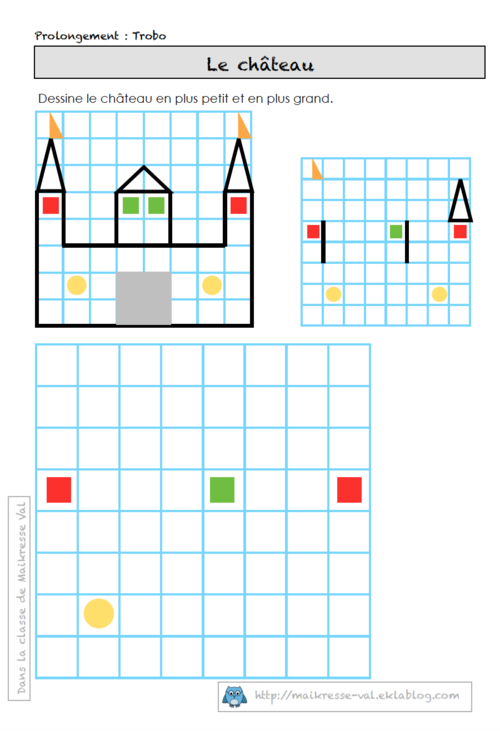 Prolongement : Trobo
Le château
Dessine le château en plus petit et en plus grand.
Dans la classe de Maikresse Val
http://maikresse-val.eklablog.com